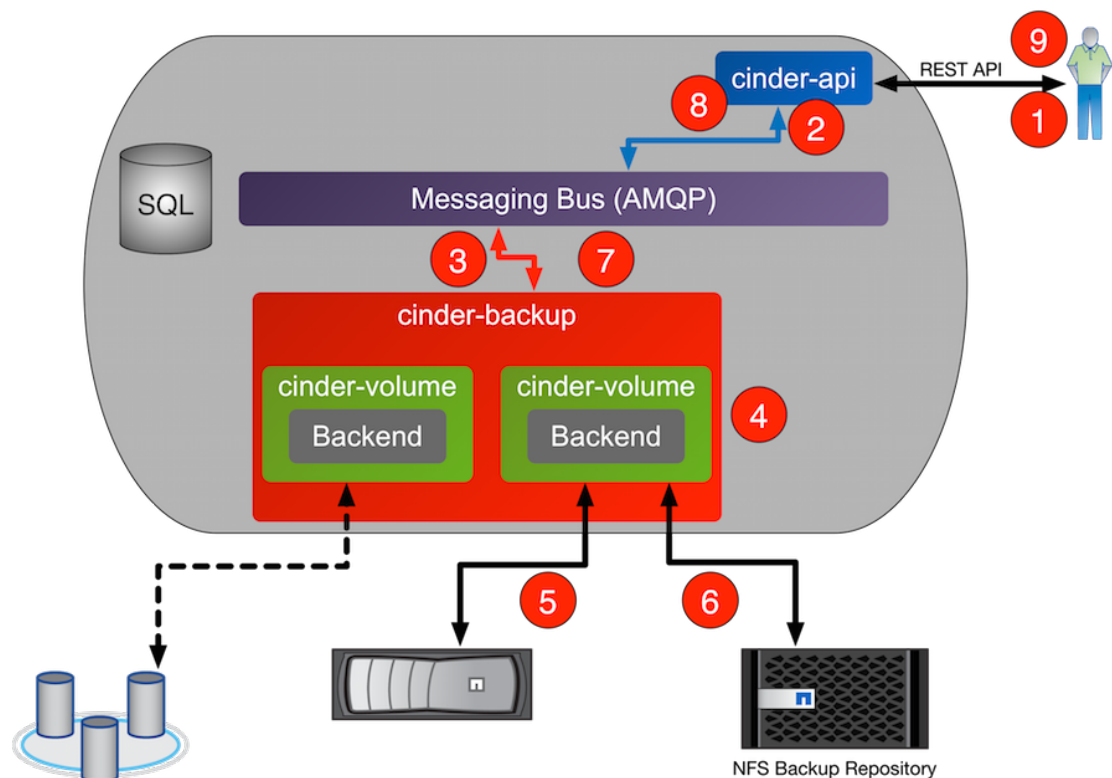 9
REST API
cinder-api
8
2
1
SQL
Messaging Bus (AMQP)
3
7
cinder-backup
cinder-volume
cinder-volume
4
Backend
Backend
5
6
NFS Backup Repository